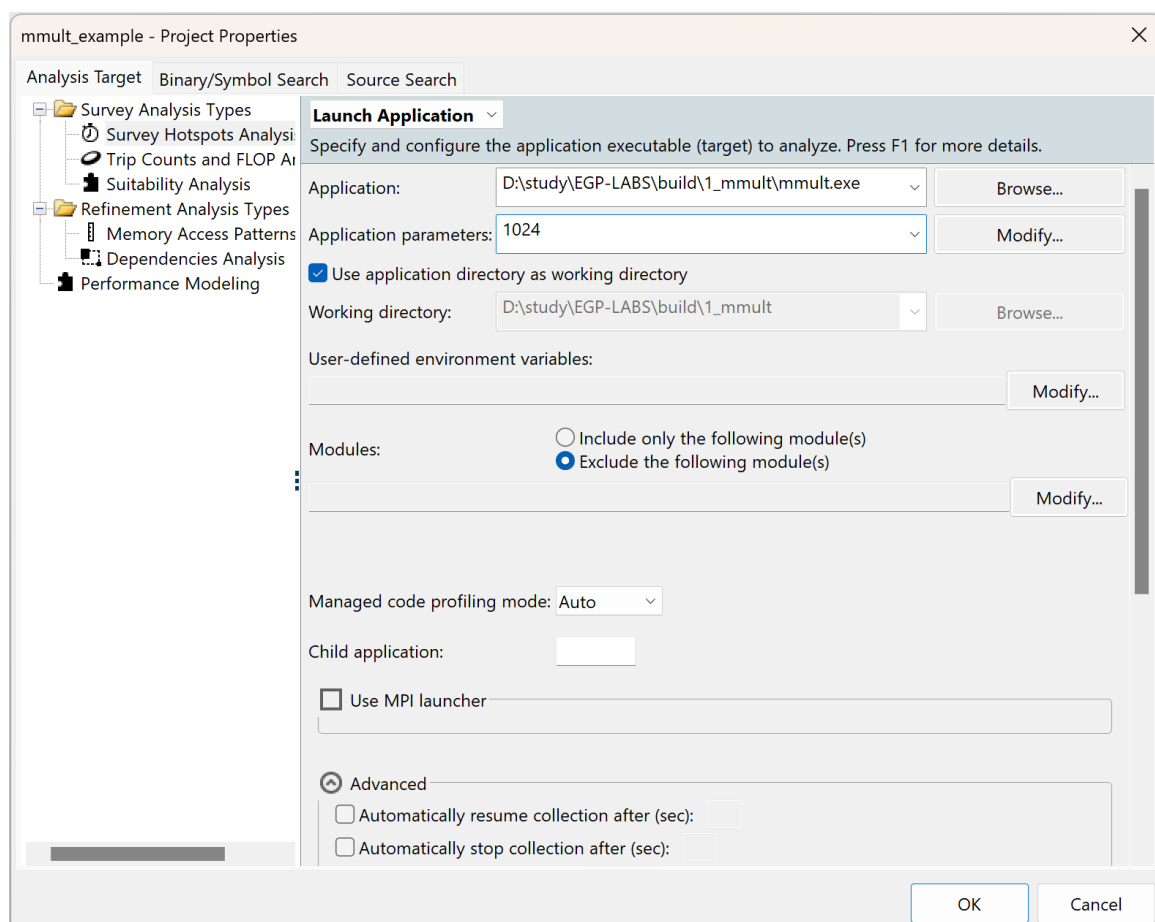 mmult_example - Project Properties
Analysis Target Binary/Symbol Search Source Search
Survey Analysis Types
Survey Hotspots Analysi
Trip Counts and FLOP Ar
Suitability Analysis
Refinement Analysis Types
Memory Access Patterns
Dependencies Analysis
Performance Modeling
Launch Application
Specify and configure the application executable (target) to analyze. Press F1 for more details.
Application: D:\study\EGP-LABS\build\1_mmult\mmult.exe Browse...
Application parameters: 1024 Modify...
Use application directory as working directory
Working directory: D:\study\EGP-LABS\build\1_mmult Browse...
User-defined environment variables:
Modify...
Modules:
Include only the following module(s)
Exclude the following module(s)
Modify...
Managed code profiling mode: Auto
Child application:
Use MPI launcher
Advanced
Automatically resume collection after (sec):
Automatically stop collection after (sec):
OK Cancel